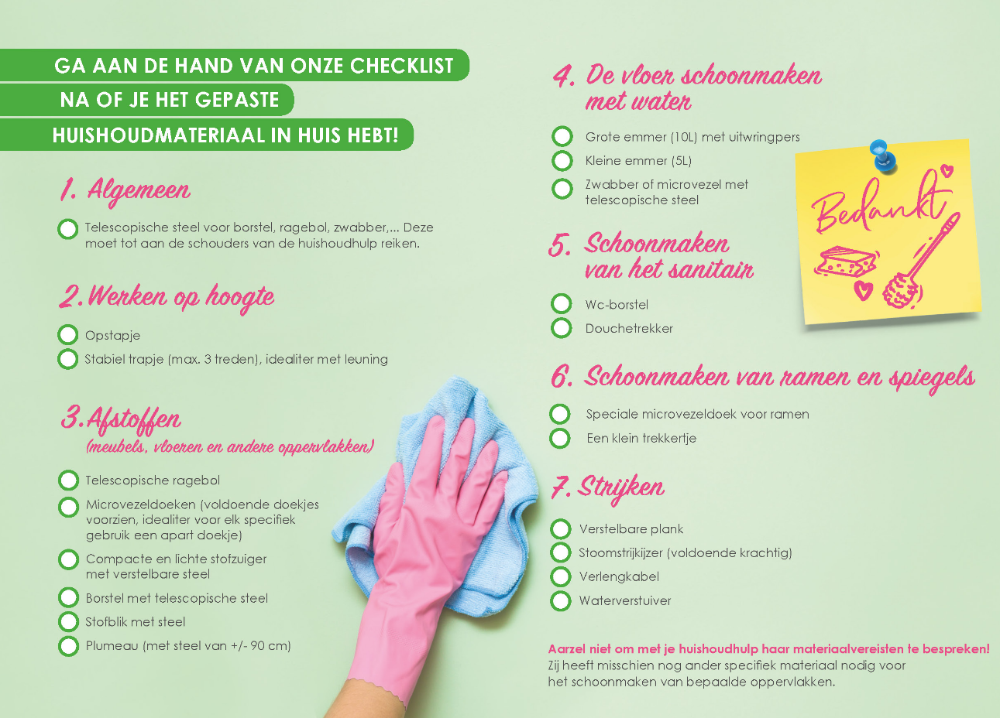 GA AAN DE HAND VAN ONZE CHECKLIST
NA OF JE HET GEPASTE
HUISHOUDMATERIAAL IN HUIS HEBT!
1. Algemeen
Telescopische steel voor borstel, ragebol, zwabber,... Deze
moet tot aan de schouders van de huishoudhulp reiken.
2. Werken op hoogte
Opstapje
Stabiel trapje (max. 3 treden), idealiter met leuning
3. Afstoffen
(meubels, vloeren en andere oppervlakken)
Telescopische ragebol
Microvezeldoeken (voldoende doekjes
voorzien, idealiter voor elk specifiek
gebruik een apart doekje)
Compacte en lichte stofzuiger
met verstelbare steel
Borstel met telescopische steel
Stofblik met steel
Plumeau (met steel van +/- 90 cm)
4. De vloer schoonmaken
met water
Grote emmer (10L) met uitwringpers
Kleine emmer (5L)
Zwabber of microvezel met
telescopische steel
Bedankt
5. Schoonmaken
van het sanitair
Wc-borstel
Douchetrekker
6. Schoonmaken van ramen en spiegels
Speciale microvezeldoek voor ramen
Een klein trekkertje
7. Strijken
Verstelbare plank
Stoomstrijkijzer (voldoende krachtig)
Verlengkabel
Waterverstuiver
Aarzel niet om met je huishoudhulp haar materiaalvereisten te bespreken!
Zij heeft misschien nog ander specifiek materiaal nodig voor
het schoonmaken van bepaalde oppervlakken.